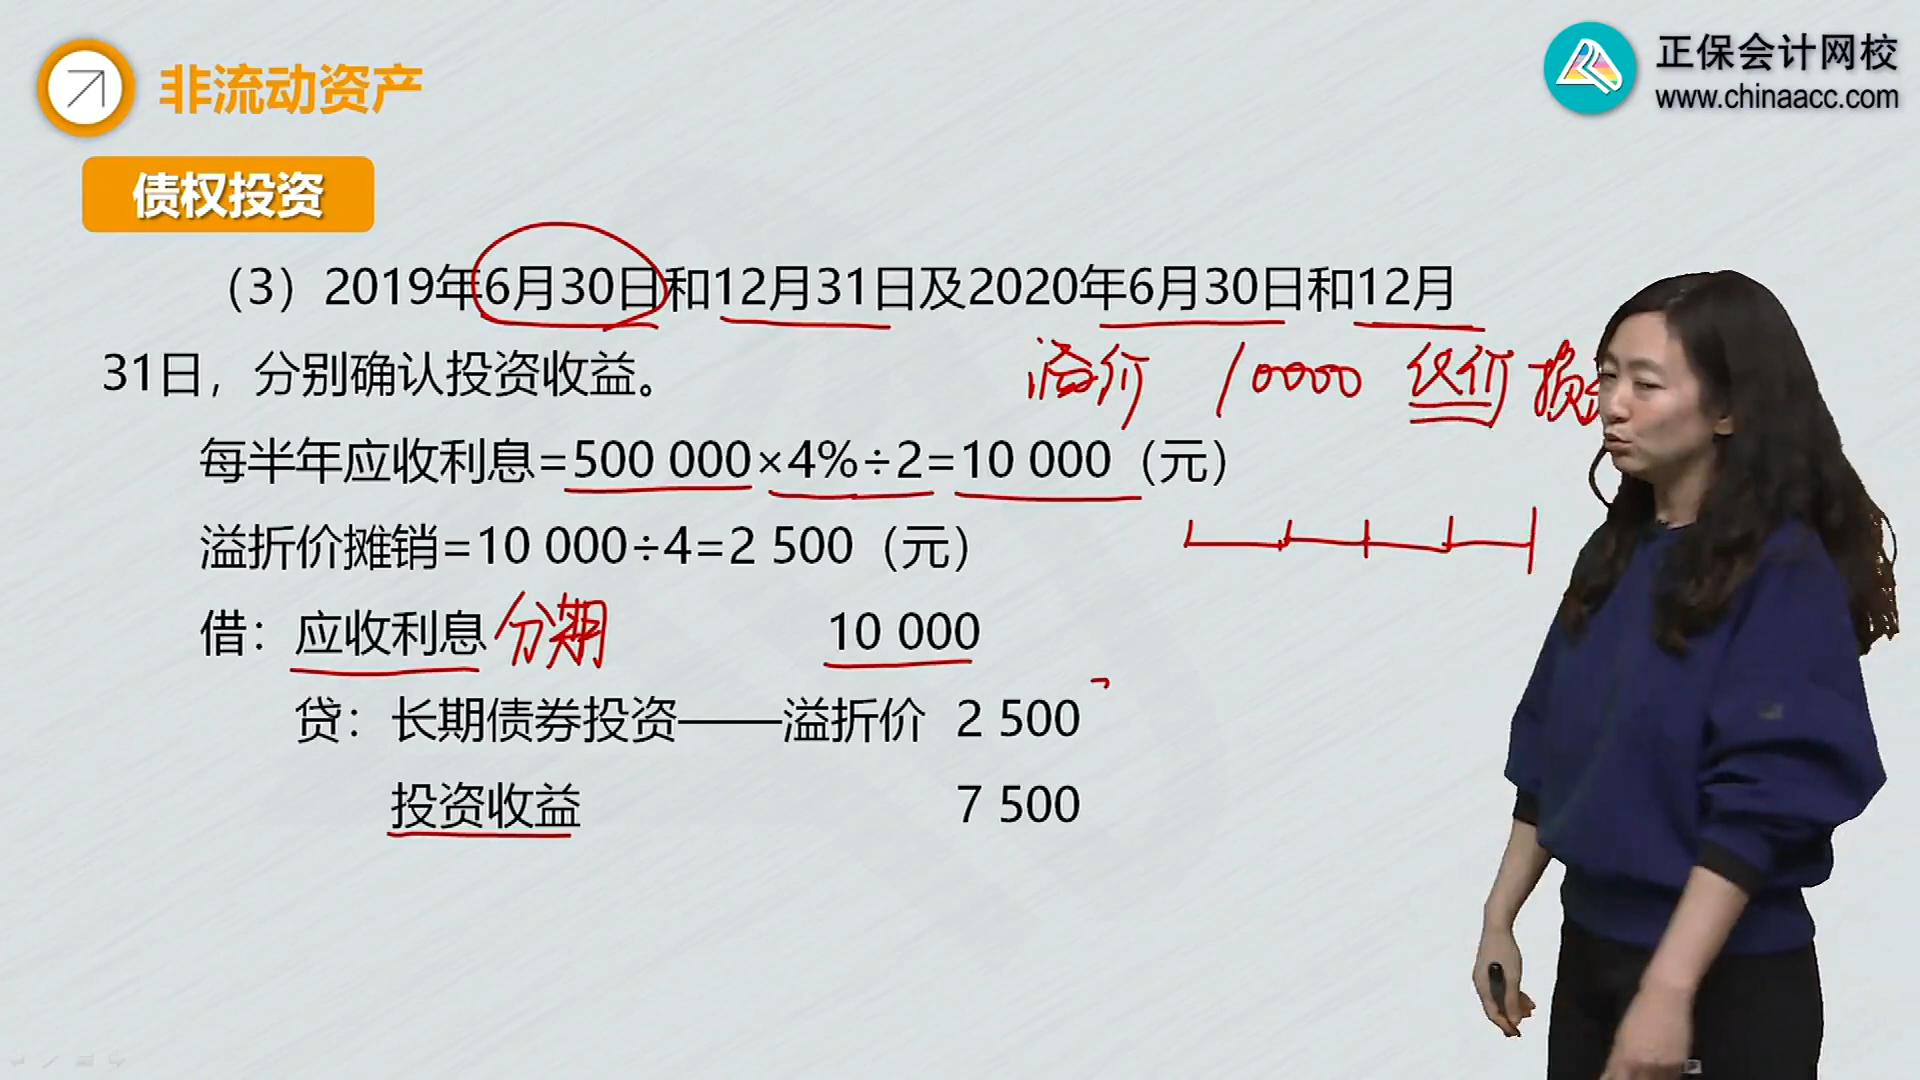 非流动资产
正保会计网校
www.chinaacc.com
债权投资
（3）2019年6月30日和12月31日及2020年6月30日和12月
31日，分别确认投资收益。
溢价 10000 代价 损
每半年应收利息=500 000×4%÷2=10 000（元）
溢折价摊销=10 000÷4=2 500（元）
借：应收利息 分期 10 000
贷：长期债券投资——溢折价 2 500
投资收益 7 500